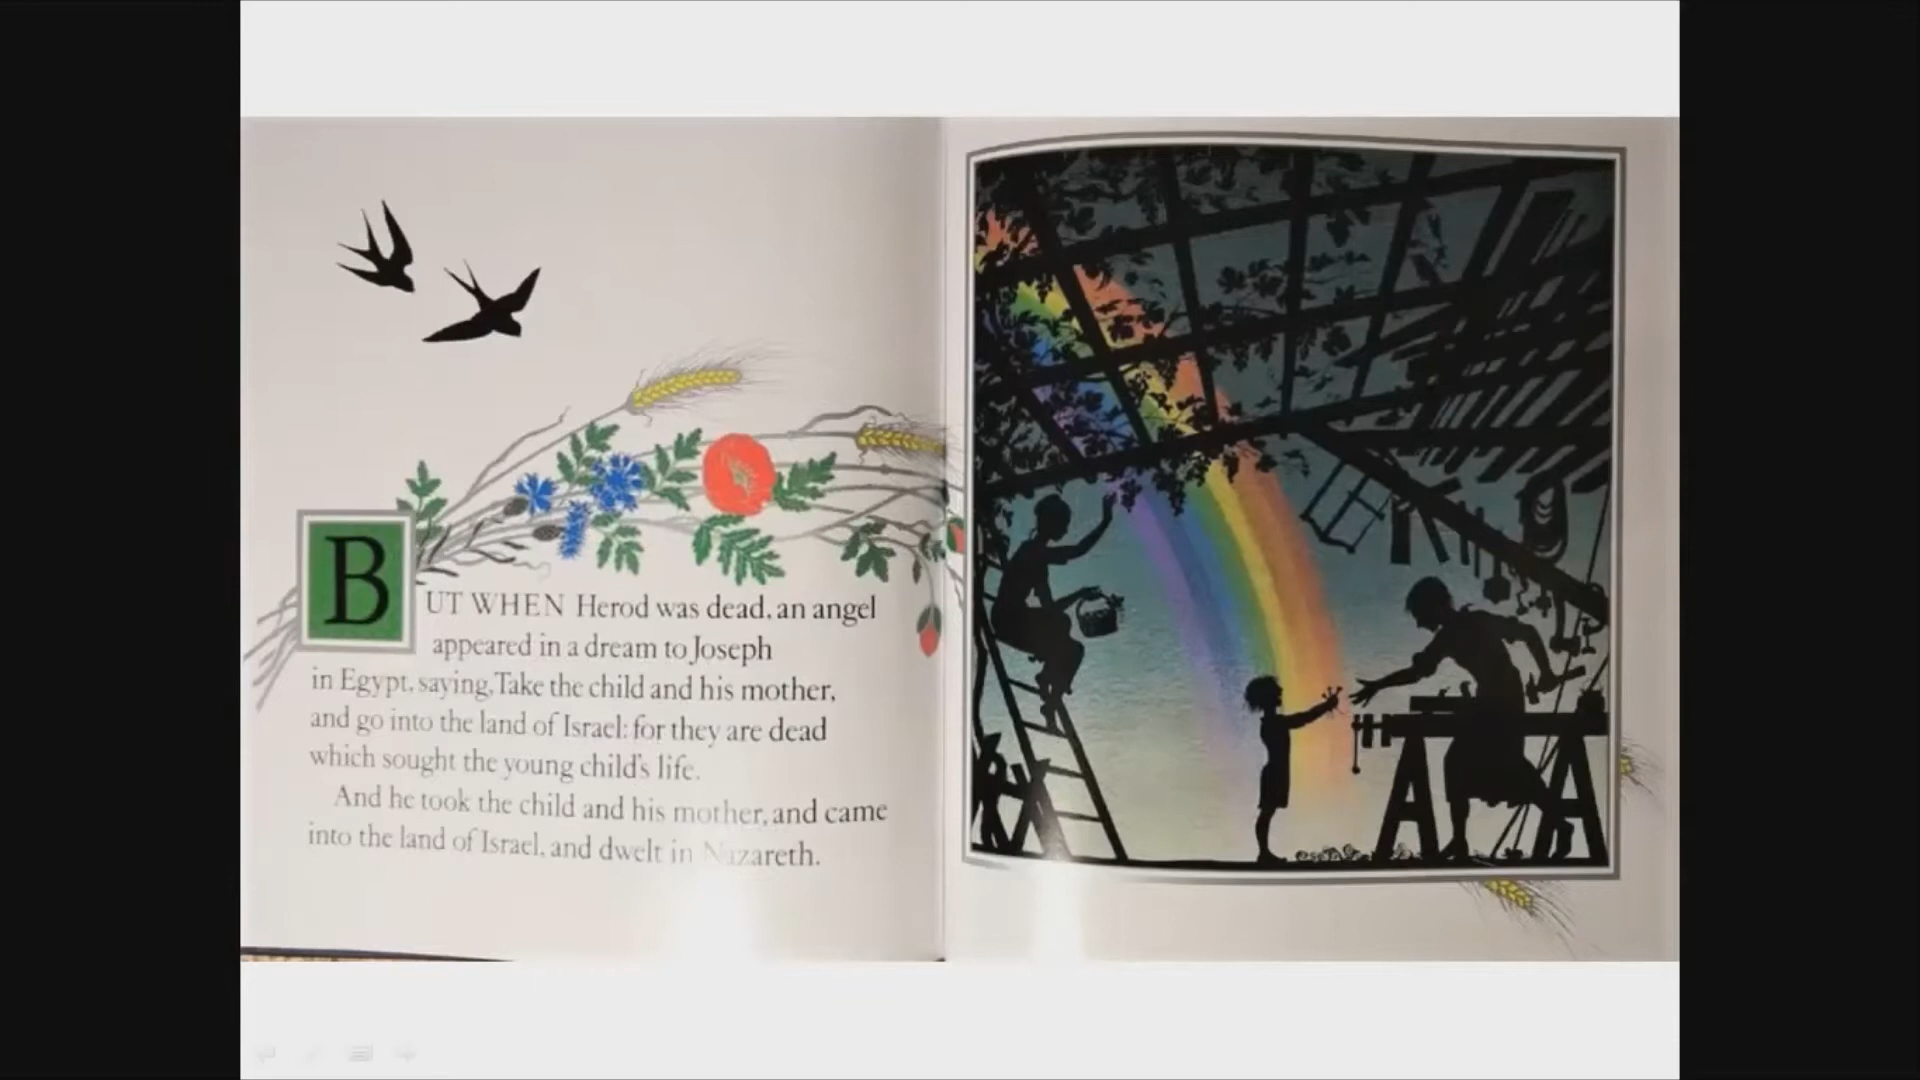 BUT WHEN Herod was dead, an angel
appeared in a dream to Joseph
in Egypt, saying, Take the child and his mother,
and go into the land of Israel: for they are dead
which sought the young child's life.
And he took the child and his mother, and came
into the land of Israel, and dwelt in Nazareth.